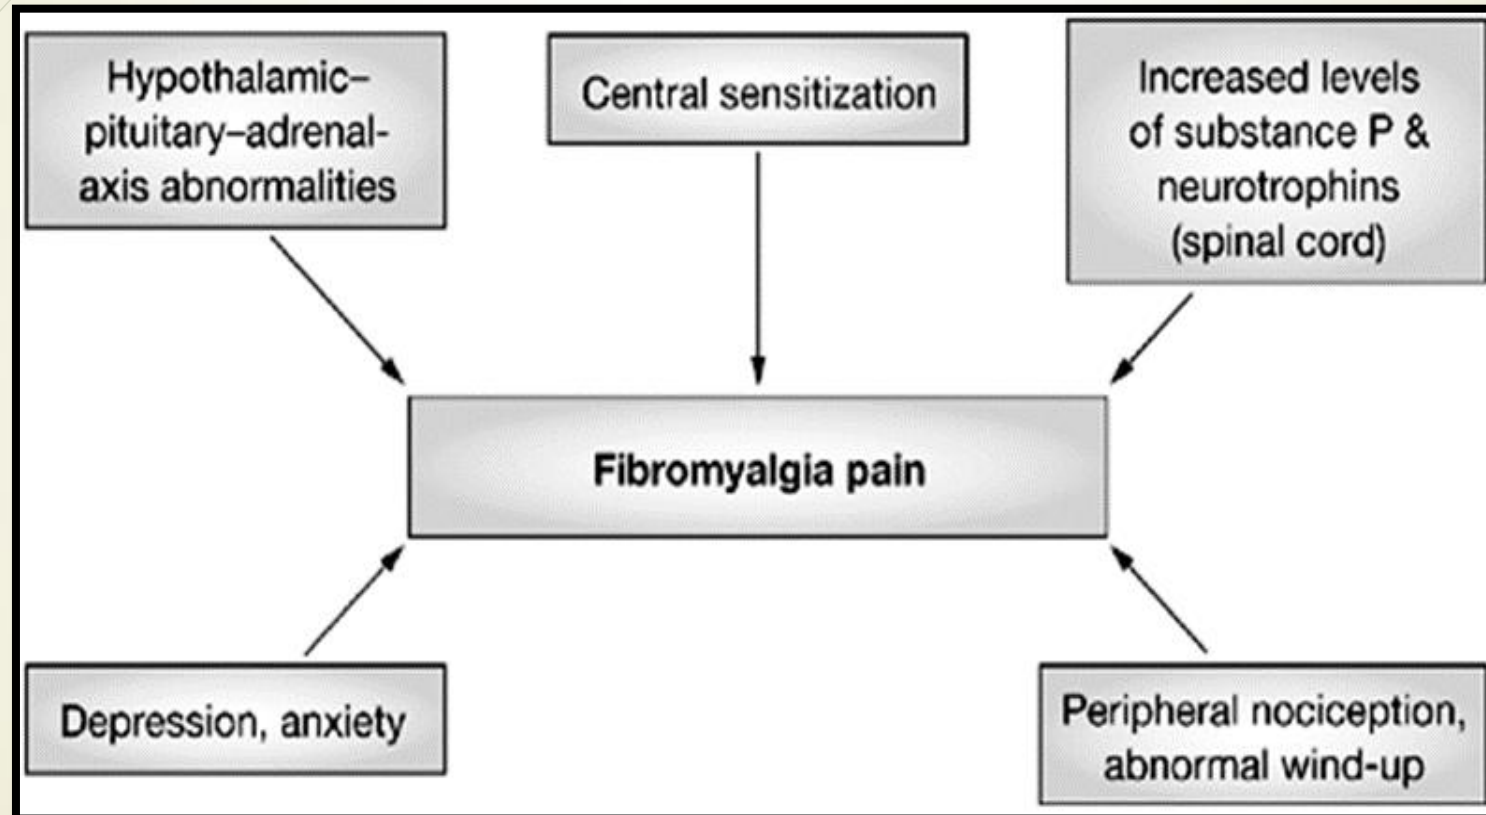 Hypothalamic–
pituitary–adrenal-
axis abnormalities
Central sensitization
Increased levels
of substance P &
neurotrophins
(spinal cord)
Fibromyalgia pain
Depression, anxiety
Peripheral nociception,
abnormal wind-up